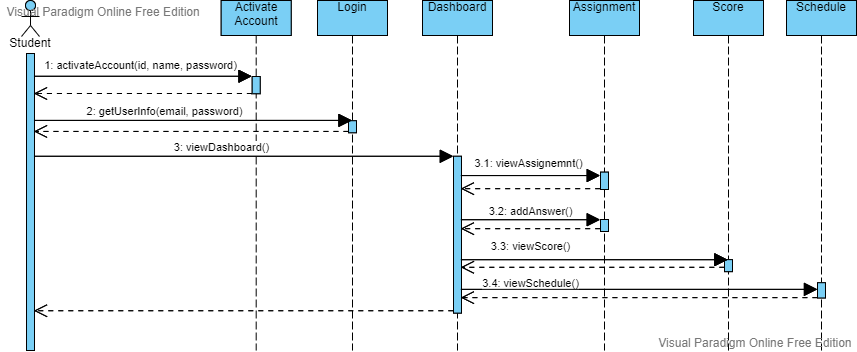 Visual Paradigm Online Free Edition
Student
Activate
Account
Login
Dashboard
Assignment
Score
Schedule
1: activateAccount(id, name, password)
2: getUserInfo(email, password)
3: viewDashboard()
3.1: viewAssignemnt()
3.2: addAnswer()
3.3: viewScore()
3.4: viewSchedule()
Visual Paradigm Online Free Edition